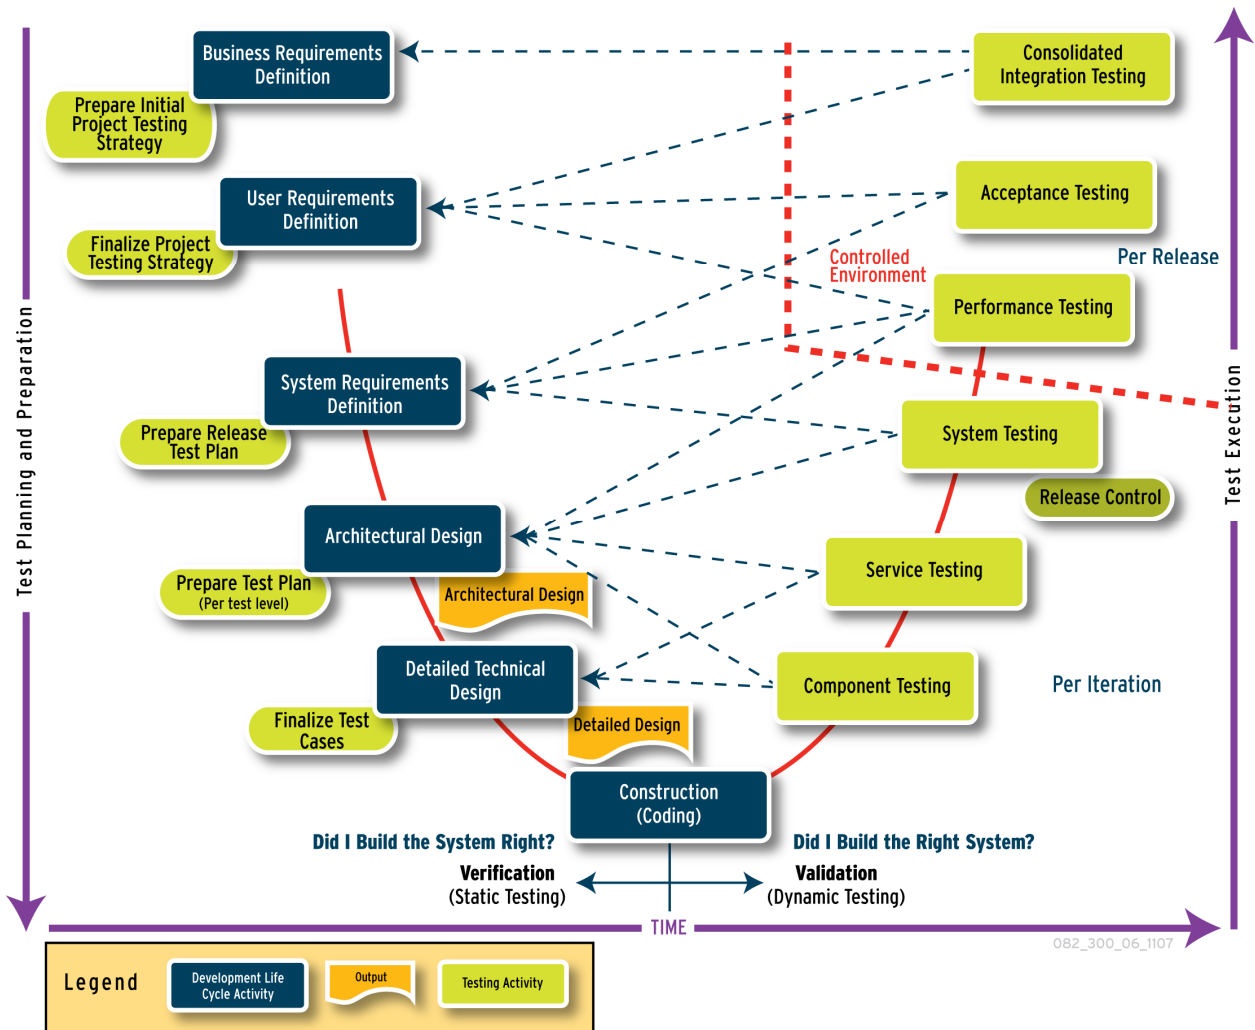 Business Requirements
Definition
Consolidated
Integration Testing
Prepare Initial
Project Testing
Strategy
User Requirements
Definition
Acceptance Testing
Finalize Project
Testing Strategy
Controlled
Environment
Per Release
Performance Testing
System Requirements
Definition
Prepare Release
Test Plan
System Testing
Release Control
Architectural Design
Service Testing
Prepare Test Plan
(Per test level)
Architectural Design
Detailed Technical
Design
Component Testing
Per Iteration
Finalize Test
Cases
Detailed Design
Construction
(Coding)
Did I Build the System Right?
Did I Build the Right System?
Verification
(Static Testing)
Validation
(Dynamic Testing)
Test Planning and Preparation
Test Execution
TIME
082_300_06_1107
Legend
Development Life
Cycle Activity
Output
Testing Activity